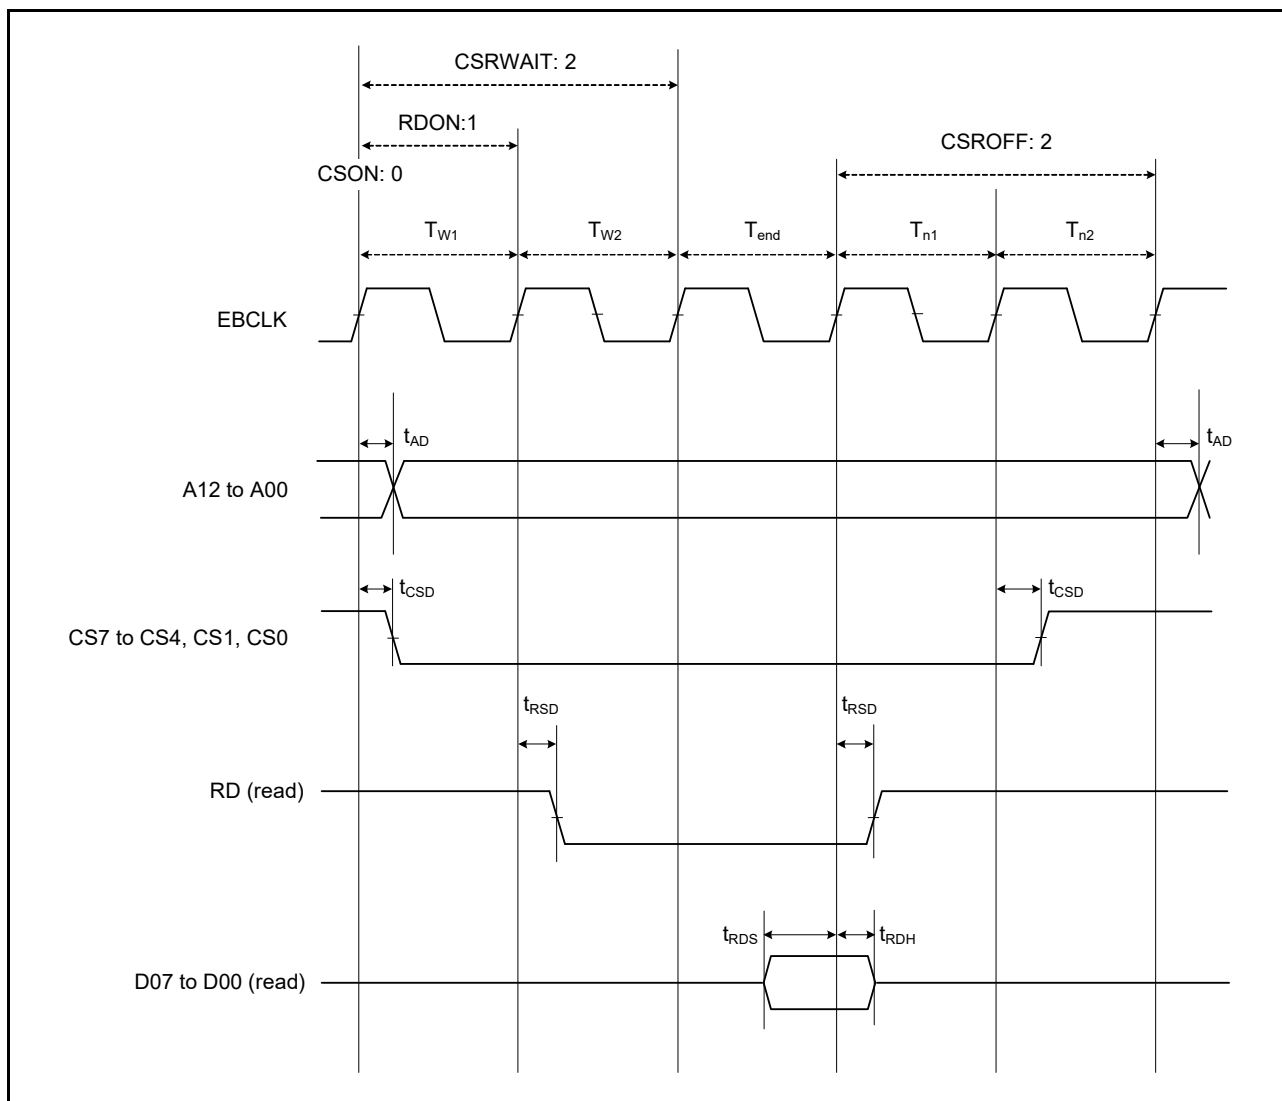 CSRWAIT: 2
RDON:1
CSROFF: 2
CSON: 0
TW1 TW2 Tend Tn1 Tn2
EBCLK
tAD tAD
A12 to A00
tCSD tCSD
CS7 to CS4, CS1, CS0
tRSD tRSD
RD (read)
tRDS tRDH
D07 to D00 (read)